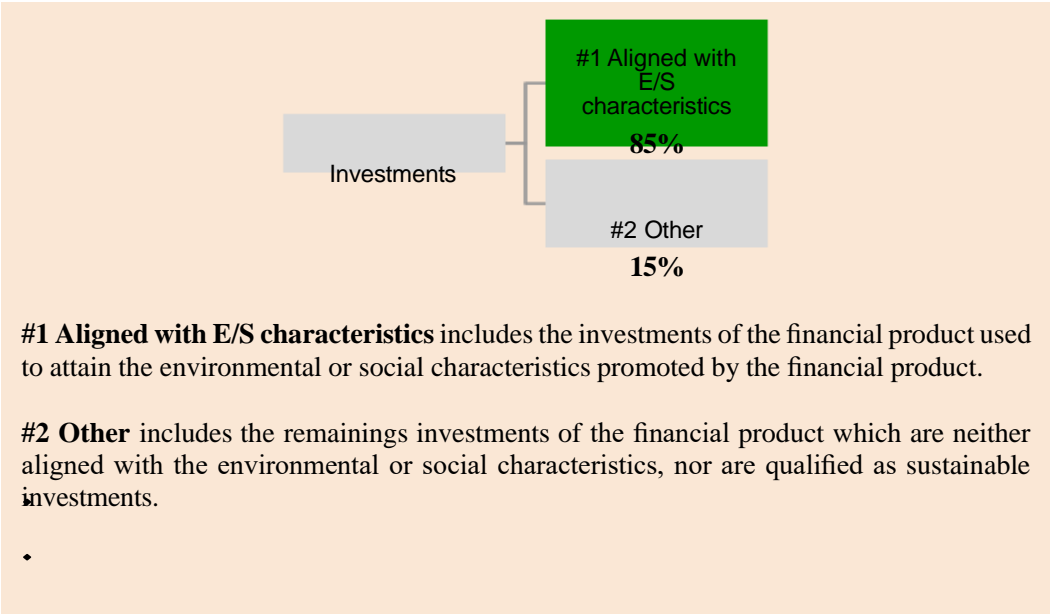 #1 Aligned with
E/S
characteristics
85%
Investments
#2 Other
15%
#1 Aligned with E/S characteristics includes the investments of the financial product used
to attain the environmental or social characteristics promoted by the financial product.
#2 Other includes the remainings investments of the financial product which are neither
aligned with the environmental or social characteristics, nor are qualified as sustainable
investments.